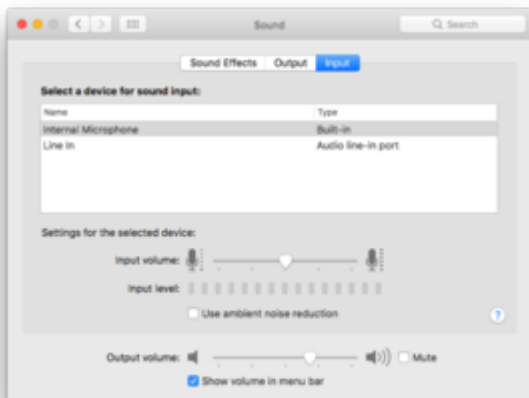 Sound
Search
Sound Effects Output Input
Select a device for sound input:
Name Type
Internal Microphone Built-in
Line In Audio line-in port
Settings for the selected device:
Input volume:
Input level:
Use ambient noise reduction
?
Output volume: Mute
Show volume in menu bar